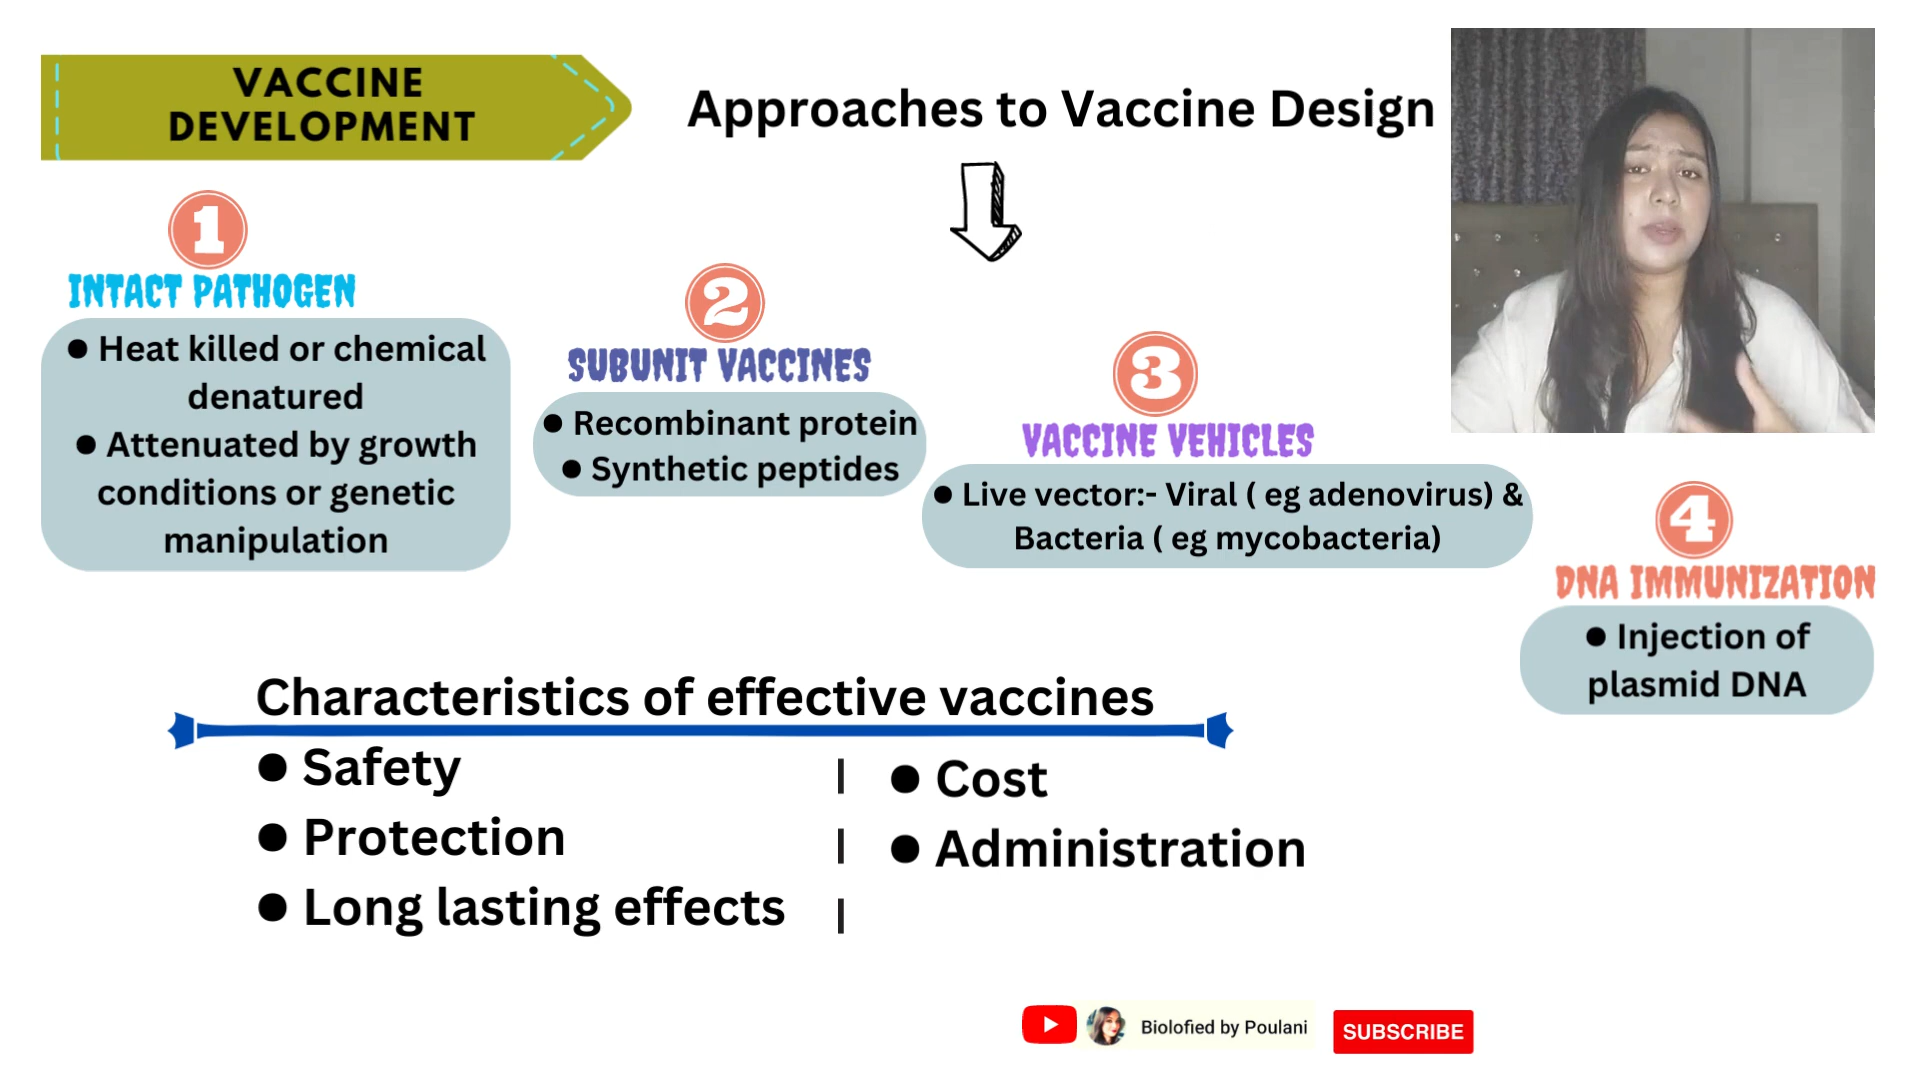 VACCINE
DEVELOPMENT
Approaches to Vaccine Design
1
INTACT PATHOGEN
● Heat killed or chemical
denatured
● Attenuated by growth
conditions or genetic
manipulation
2
SUBUNIT VACCINES
● Recombinant protein
● Synthetic peptides
3
VACCINE VEHICLES
● Live vector:- Viral ( eg adenovirus) &
Bacteria ( eg mycobacteria)
4
DNA IMMUNIZATION
● Injection of
plasmid DNA
Characteristics of effective vaccines
● Safety
● Protection
● Long lasting effects
● Cost
● Administration
Biolofied by Poulani
SUBSCRIBE